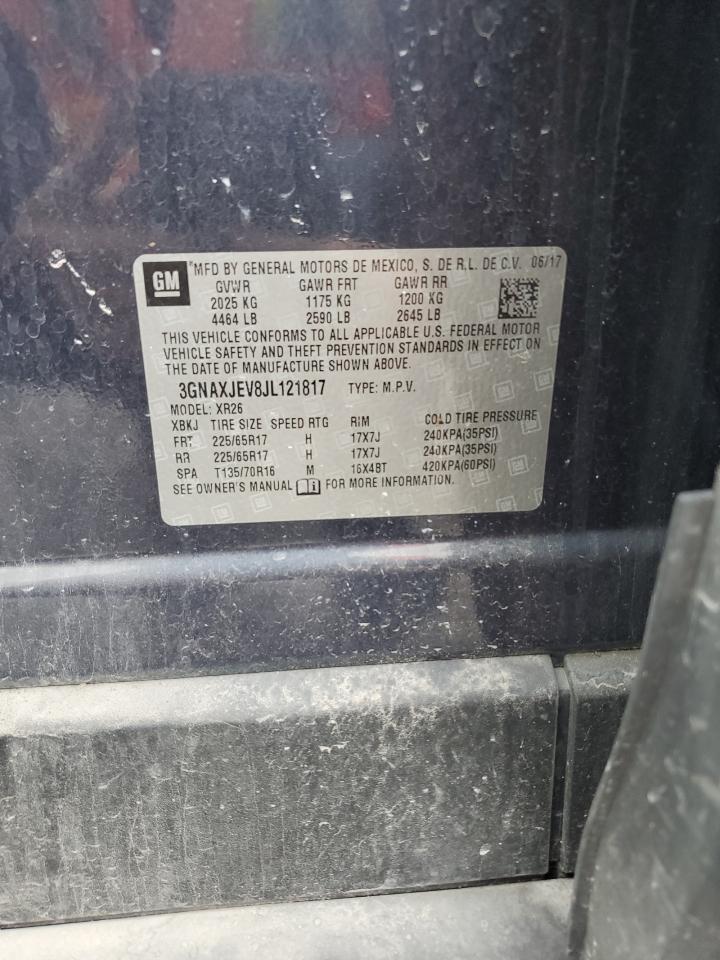 GM *MFD BY GENERAL MOTORS DE MEXICO, S. DE R.L. DE C.V. 06/17
GVWR GAWR FRT GAWR RR
2025 KG 1175 KG 1200 KG
4464 LB 2590 LB 2645 LB
THIS VEHICLE CONFORMS TO ALL APPLICABLE U.S. FEDERAL MOTOR
VEHICLE SAFETY AND THEFT PREVENTION STANDARDS IN EFFECT ON
THE DATE OF MANUFACTURE SHOWN ABOVE.
3GNAXJEV8JL121817 TYPE: M.P.V.
MODEL: XR26
XBKJ TIRE SIZE SPEED RTG RIM COLD TIRE PRESSURE
FRT 225/65R17 H 17X7J 240KPA(35PSI)
RR 225/65R17 H 17X7J 240KPA(35PSI)
SPA T135/70R16 M 16X4BT 420KPA(60PSI)
SEE OWNER'S MANUAL FOR MORE INFORMATION.